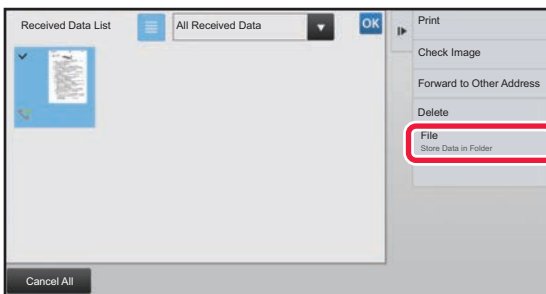 Received Data List
All Received Data
OK
Print
Check Image
Forward to Other Address
Delete
File
Store Data in Folder
Cancel All